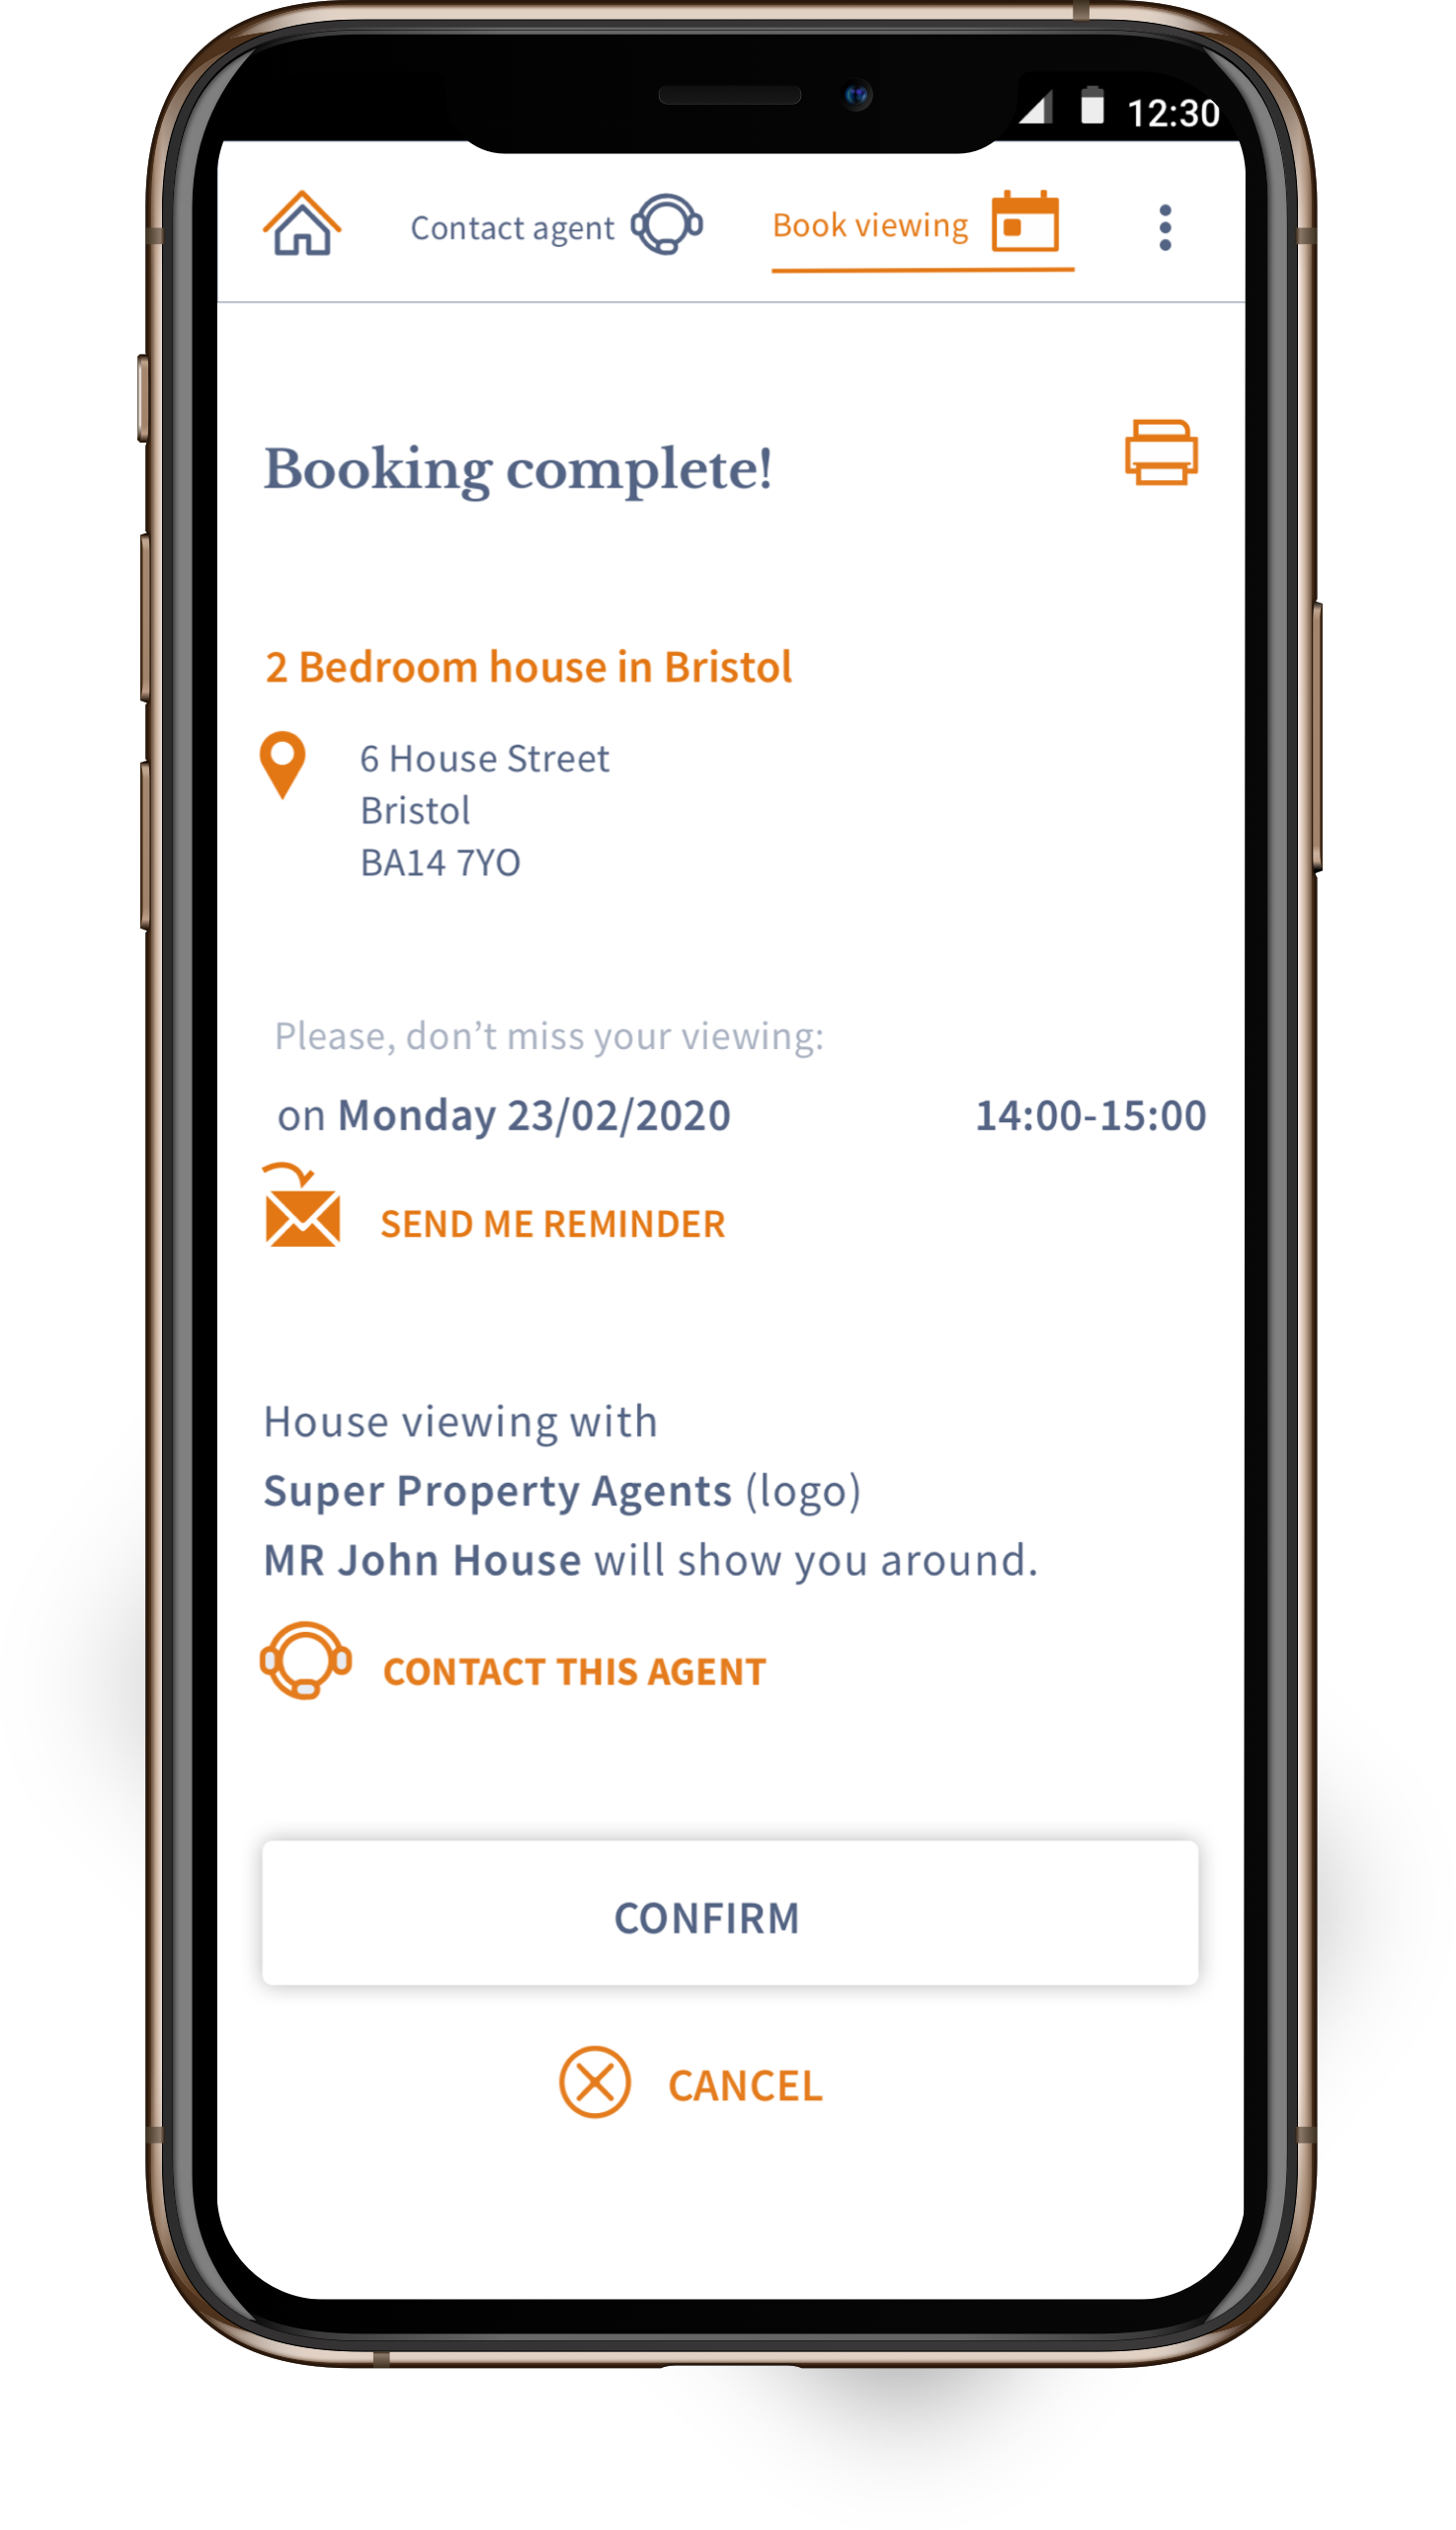 12:30
Contact agent
Book viewing
Booking complete!
2 Bedroom house in Bristol
6 House Street
Bristol
BA14 7YO
Please, don’t miss your viewing:
on Monday 23/02/2020 14:00-15:00
SEND ME REMINDER
House viewing with
Super Property Agents (logo)
MR John House will show you around.
CONTACT THIS AGENT
CONFIRM
CANCEL